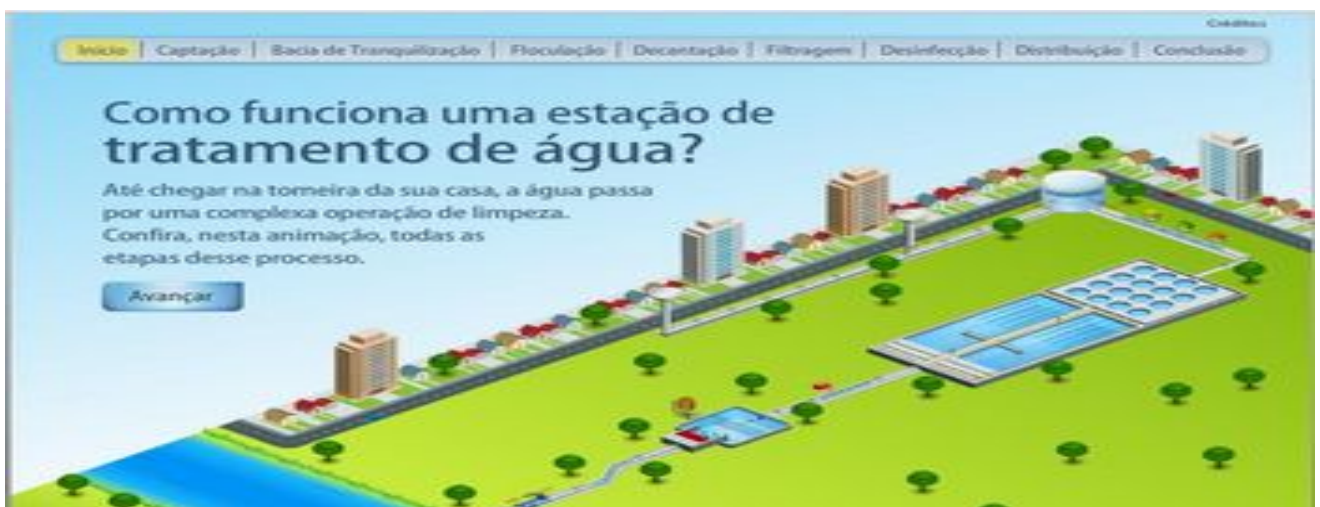 Créditos
Início | Captação | Bacia de Tranquilização | Floculação | Decantação | Filtragem | Desinfecção | Distribuição | Conclusão
Como funciona uma estação de
tratamento de água?
Até chegar na torneira da sua casa, a água passa
por uma complexa operação de limpeza.
Confira, nesta animação, todas as
etapas desse processo.
Avançar